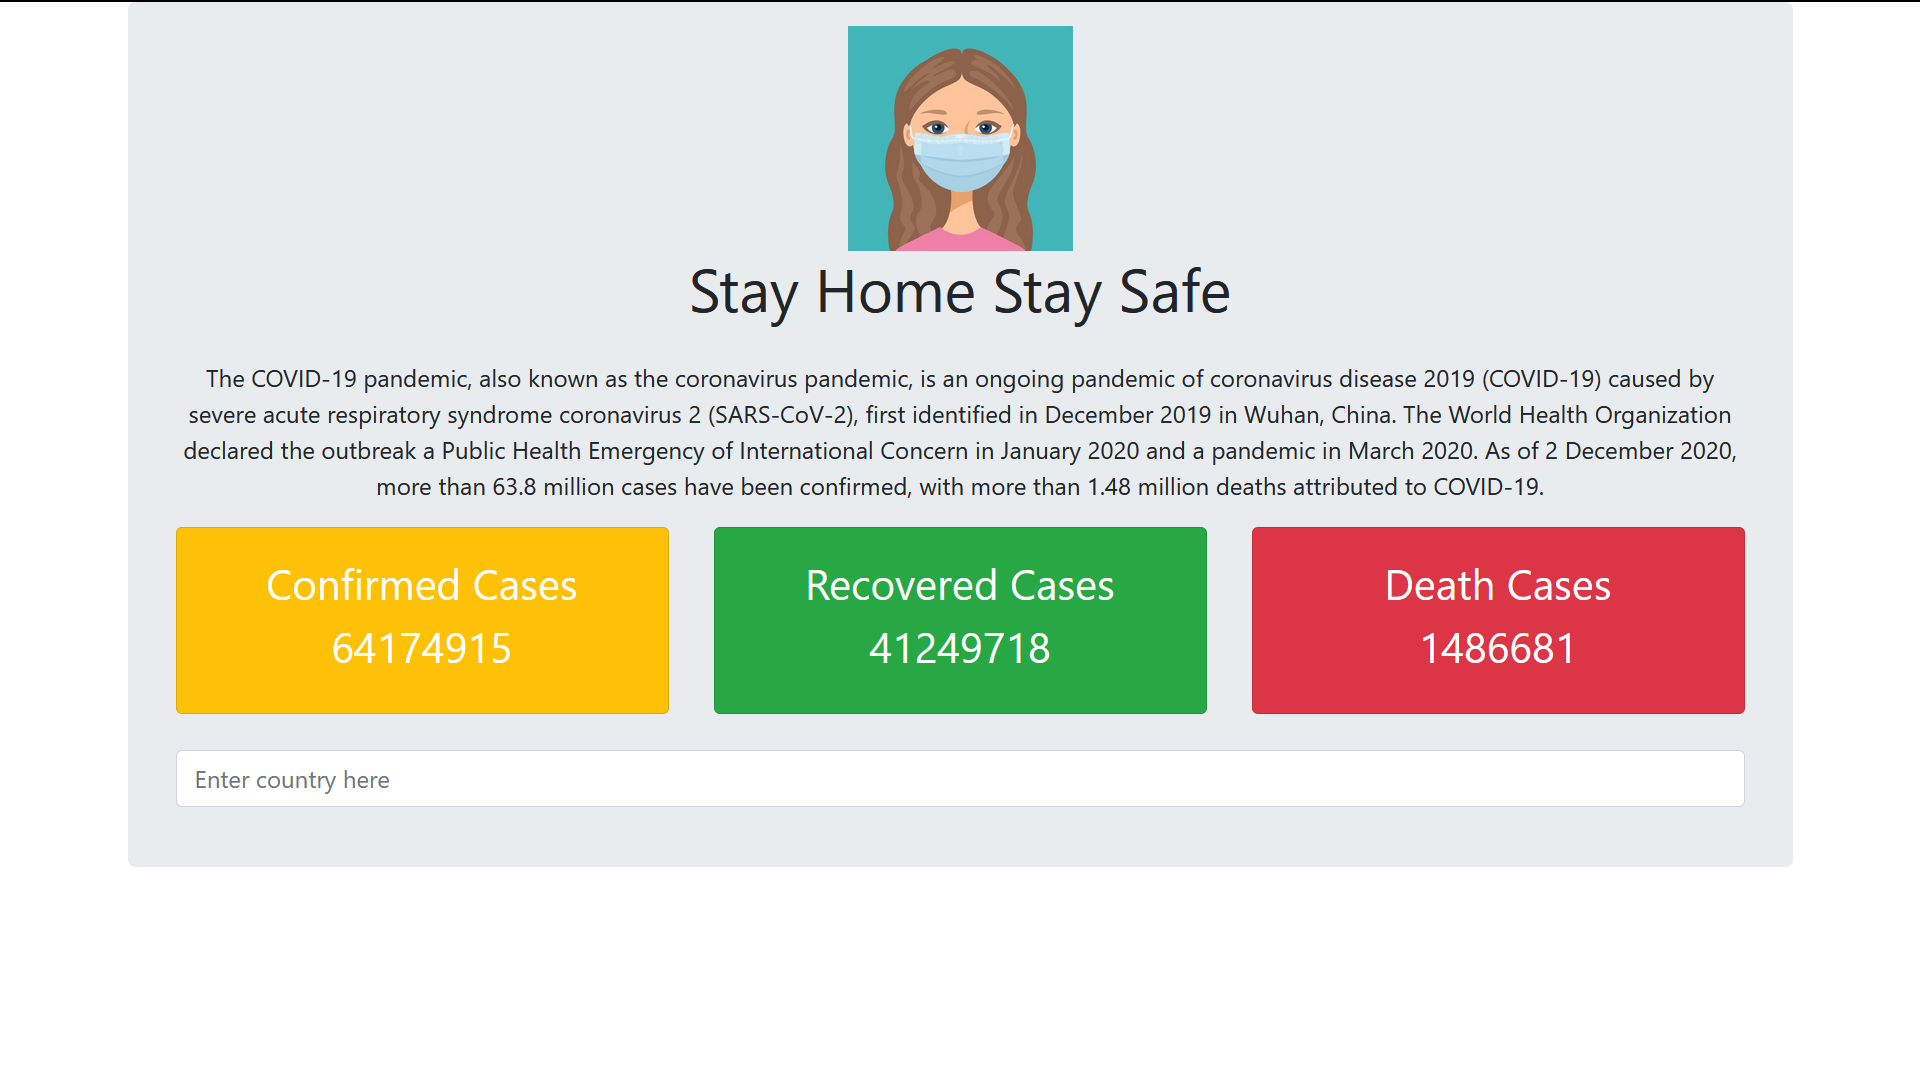 Stay Home Stay Safe
The COVID-19 pandemic, also known as the coronavirus pandemic, is an ongoing pandemic of coronavirus disease 2019 (COVID-19) caused by
severe acute respiratory syndrome coronavirus 2 (SARS-CoV-2), first identified in December 2019 in Wuhan, China. The World Health Organization
declared the outbreak a Public Health Emergency of International Concern in January 2020 and a pandemic in March 2020. As of 2 December 2020,
more than 63.8 million cases have been confirmed, with more than 1.48 million deaths attributed to COVID-19.
Confirmed Cases
64174915
Recovered Cases
41249718
Death Cases
1486681
Enter country here